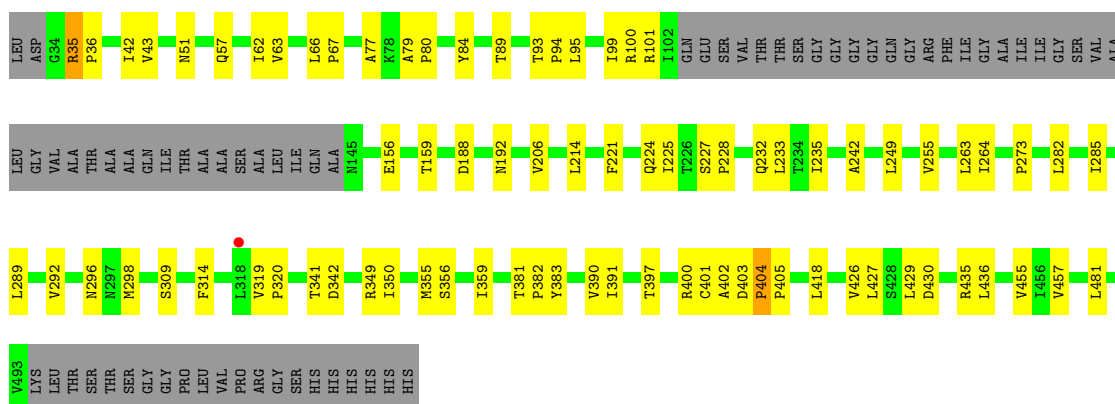 LEU ASP G34 R35 P36 I42 V43 N51 Q57 I62 V63 L66 P67 A77 K78 A79 P80 Y84 T89 T93 P94 L95 I99 R100 R101 I102 GLN GLU SER VAL THR THR SER GLY GLY GLY GLY GLN GLY ARG PHE ILE GLY ALA ILE ILE GLY SER VAL ALA
LEU GLY VAL ALA THR ALA ALA GLN ILE THR ALA ALA SER ALA LEU ILE GLN ALA N145 E156 T159 D188 N192 V206 L214 F221 Q224 I225 T226 S227 P228 Q232 L233 T234 I235 A242 L249 V255 L263 I264 P273 L282 I285
L289 V292 N296 N297 M298 S309 F314 L318 V319 P320 T341 D342 R349 I350 M355 S356 I359 T381 P382 Y383 V390 I391 T397 R400 C401 A402 D403 P404 P405 L418 V426 L427 S428 L429 D430 R435 L436 V455 I456 V457 L481
V493 LYS LEU THR SER THR SER GLY GLY PRO LEU VAL PRO ARG GLY SER HIS HIS HIS HIS HIS HIS